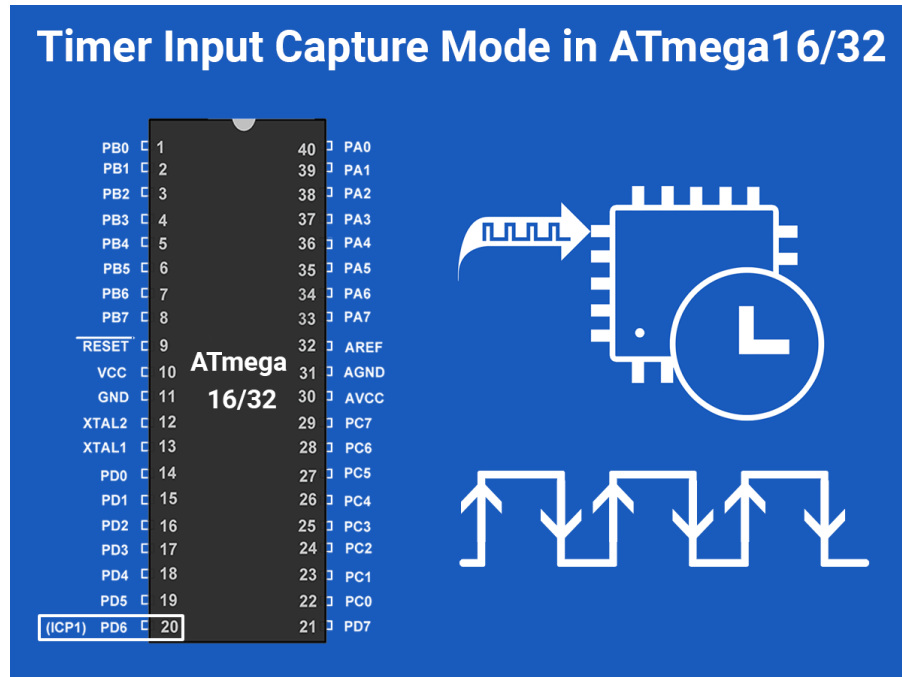 Timer Input Capture Mode in ATmega16/32
PB0 1 40 PA0
PB1 2 39 PA1
PB2 3 38 PA2
PB3 4 37 PA3
PB4 5 36 PA4
PB5 6 35 PA5
PB6 7 34 PA6
PB7 8 33 PA7
RESET 9 32 AREF
VCC 10 ATmega 31 AGND
GND 11 16/32 30 AVCC
XTAL2 12 29 PC7
XTAL1 13 28 PC6
PD0 14 27 PC5
PD1 15 26 PC4
PD2 16 25 PC3
PD3 17 24 PC2
PD4 18 23 PC1
PD5 19 22 PC0
(ICP1) PD6 20 21 PD7